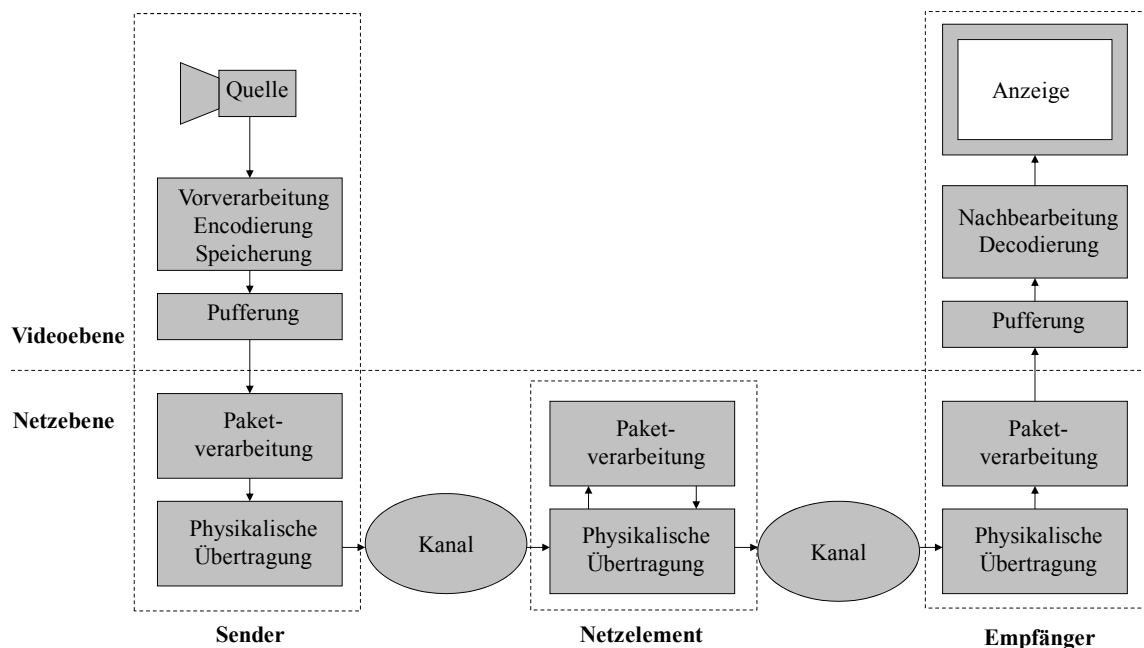 Quelle
Vorverarbeitung
Encodierung
Speicherung
Pufferung
Videoebene
Netzebene
Paket-
verarbeitung
Physikalische
Übertragung
Sender
Kanal
Paket-
verarbeitung
Physikalische
Übertragung
Netzelement
Kanal
Anzeige
Nachbearbeitung
Decodierung
Pufferung
Paket-
verarbeitung
Physikalische
Übertragung
Empfänger